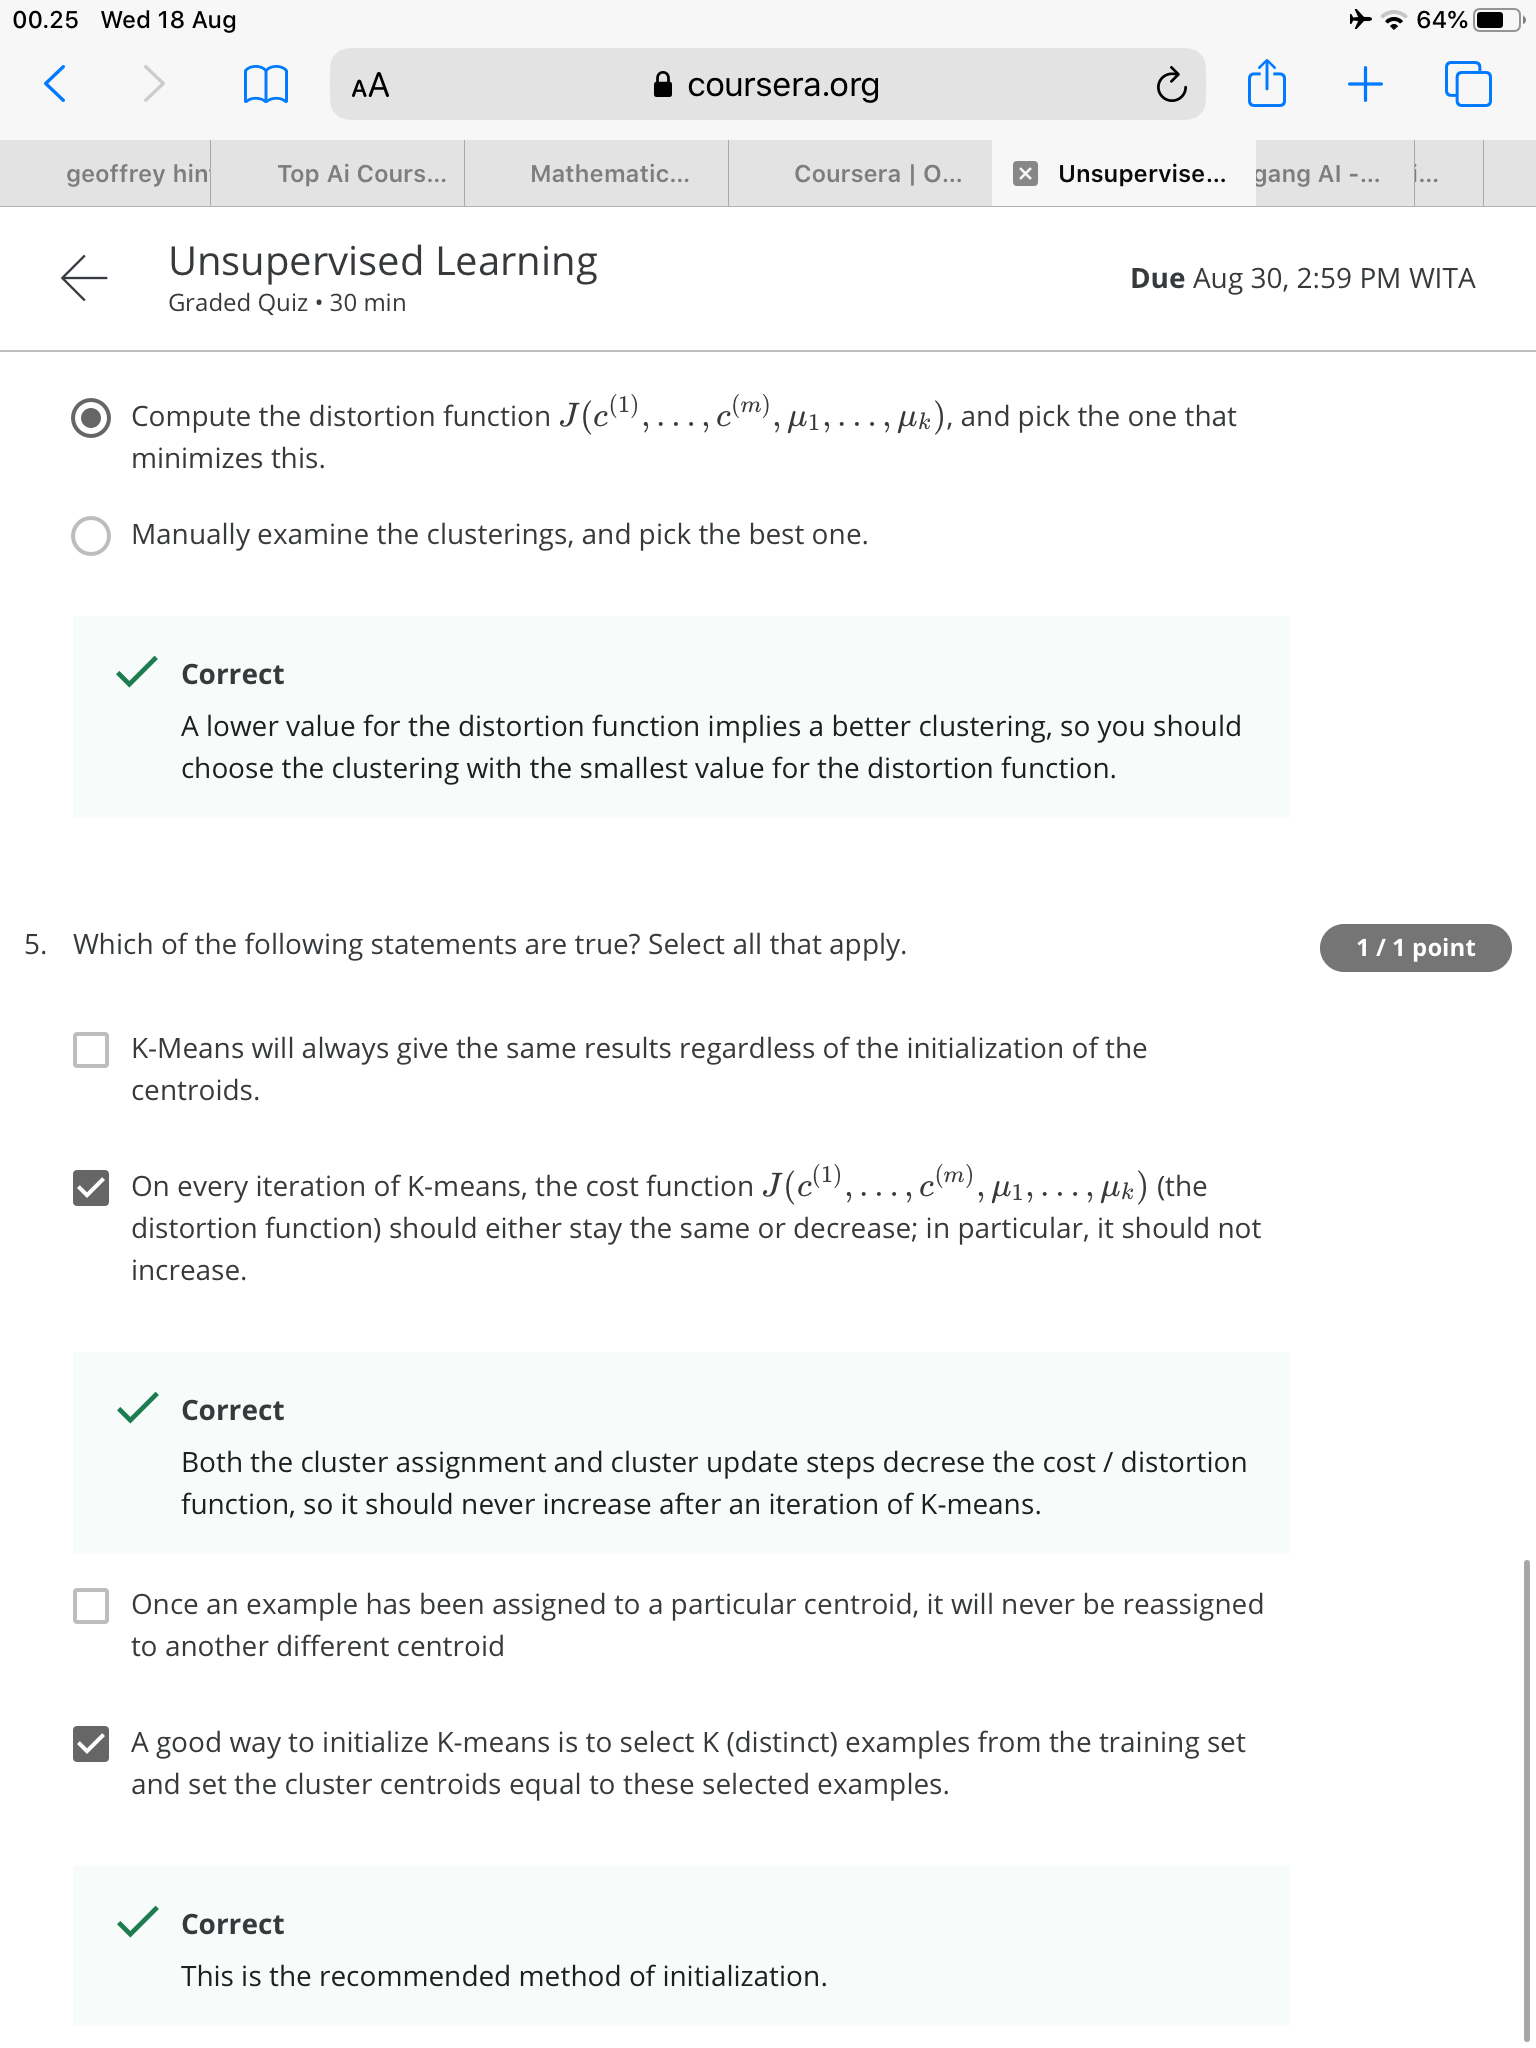 00.25 Wed 18 Aug 64%
AA coursera.org
geoffrey hin Top Ai Cours... Mathematic... Coursera | O... Unsupervise... gang AI -... i...
Unsupervised Learning
Graded Quiz • 30 min
Due Aug 30, 2:59 PM WITA
Compute the distortion function J(c⁽¹⁾, . . . , c⁽ᵐ⁾, μ₁, . . . , μₖ), and pick the one that
minimizes this.
Manually examine the clusterings, and pick the best one.
Correct
A lower value for the distortion function implies a better clustering, so you should
choose the clustering with the smallest value for the distortion function.
5. Which of the following statements are true? Select all that apply.
1 / 1 point
K-Means will always give the same results regardless of the initialization of the
centroids.
On every iteration of K-means, the cost function J(c⁽¹⁾, . . . , c⁽ᵐ⁾, μ₁, . . . , μₖ) (the
distortion function) should either stay the same or decrease; in particular, it should not
increase.
Correct
Both the cluster assignment and cluster update steps decrese the cost / distortion
function, so it should never increase after an iteration of K-means.
Once an example has been assigned to a particular centroid, it will never be reassigned
to another different centroid
A good way to initialize K-means is to select K (distinct) examples from the training set
and set the cluster centroids equal to these selected examples.
Correct
This is the recommended method of initialization.